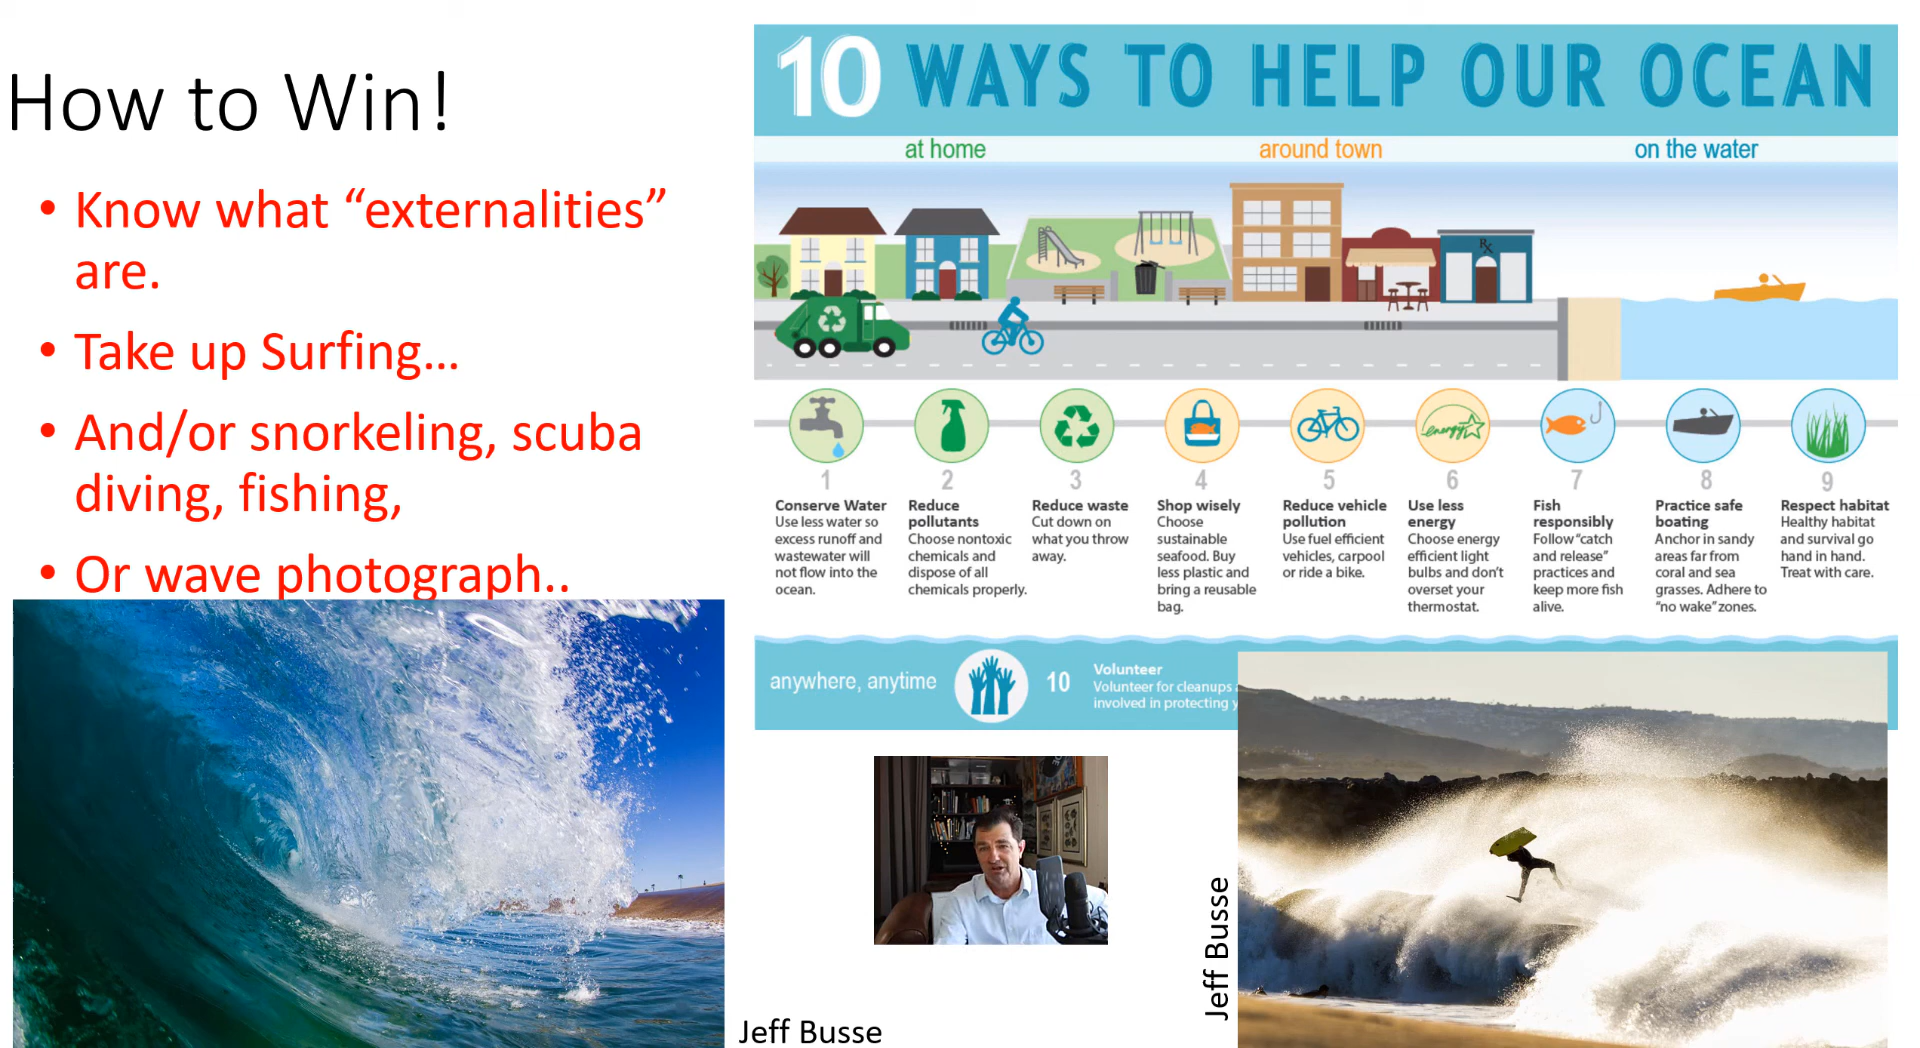 How to Win!
• Know what “externalities”
are.
• Take up Surfing...
• And/or snorkeling, scuba
diving, fishing,
• Or wave photograph..
10 WAYS TO HELP OUR OCEAN
at home
around town
on the water
Rx
energy
1
Conserve Water
Use less water so
excess runoff and
wastewater will
not flow into the
ocean.
2
Reduce
pollutants
Choose nontoxic
chemicals and
dispose of all
chemicals properly.
3
Reduce waste
Cut down on
what you throw
away.
4
Shop wisely
Choose
sustainable
seafood. Buy
less plastic and
bring a reusable
bag.
5
Reduce vehicle
pollution
Use fuel efficient
vehicles, carpool
or ride a bike.
6
Use less
energy
Choose energy
efficient light
bulbs and don't
overset your
thermostat.
7
Fish
responsibly
Follow "catch
and release"
practices and
keep more fish
alive.
8
Practice safe
boating
Anchor in sandy
areas far from
coral and sea
grasses. Adhere to
"no wake" zones.
9
Respect habitat
Healthy habitat
and survival go
hand in hand.
Treat with care.
anywhere, anytime
10
Volunteer
Volunteer for cleanups
involved in protecting
Jeff Busse
Jeff Busse